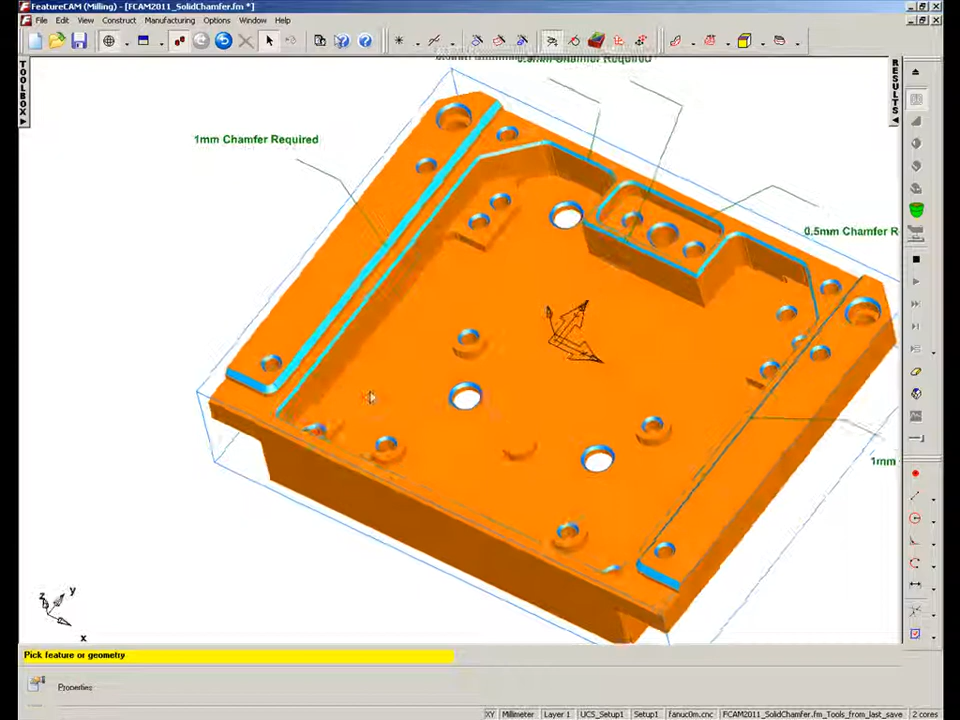 FeatureCAM (Milling) - [FCAM2011_SolidChamfer.fm *]
File Edit View Construct Manufacturing Options Window Help
TOOLBOX
RESULTS
Chamfer Required
1mm Chamfer Required
0.5mm Chamfer R
1mm
z y
x
Pick feature or geometry
Properties
XY Millimeter Layer 1 UCS_Setup1 Setup1 fanuc0m.cnc FCAM2011_SolidChamfer.fm_Tools_from_last_save 2 cores